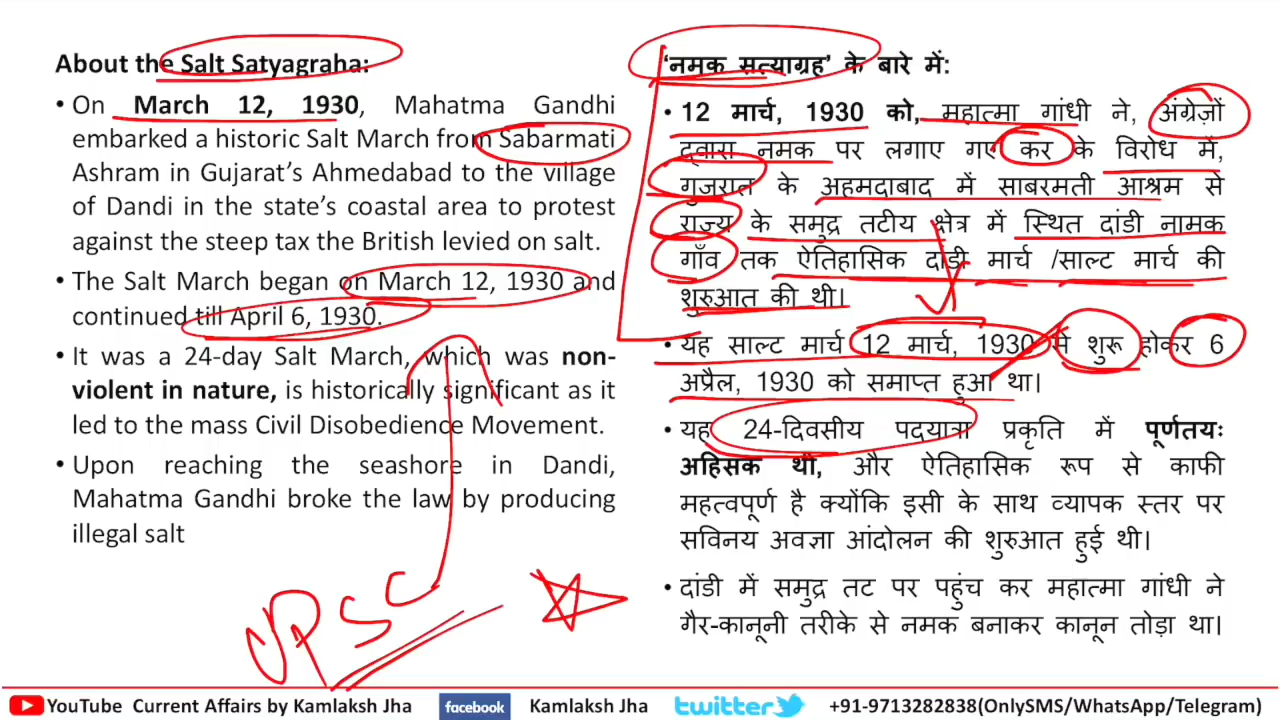 About the Salt Satyagraha:
• On March 12, 1930, Mahatma Gandhi
embarked a historic Salt March from Sabarmati
Ashram in Gujarat's Ahmedabad to the village
of Dandi in the state's coastal area to protest
against the steep tax the British levied on salt.
• The Salt March began on March 12, 1930 and
continued till April 6, 1930.
• It was a 24-day Salt March, which was non-
violent in nature, is historically significant as it
led to the mass Civil Disobedience Movement.
• Upon reaching the seashore in Dandi,
Mahatma Gandhi broke the law by producing
illegal salt
UPSC
'नमक सत्याग्रह' के बारे में:
• 12 मार्च, 1930 को, महात्मा गांधी ने, अंग्रेज़ों
द्वारा नमक पर लगाए गए कर के विरोध में,
गुजरात के अहमदाबाद में साबरमती आश्रम से
राज्य के समुद्र तटीय क्षेत्र में स्थित दांडी नामक
गाँव तक ऐतिहासिक दांडी मार्च /साल्ट मार्च की
शुरुआत की थी।
• यह साल्ट मार्च 12 मार्च, 1930 से शुरू होकर 6
अप्रैल, 1930 को समाप्त हुआ था।
• यह 24-दिवसीय पदयात्रा प्रकृति में पूर्णतयः
अहिंसक थी, और ऐतिहासिक रूप से काफी
महत्वपूर्ण है क्योंकि इसी के साथ व्यापक स्तर पर
सविनय अवज्ञा आंदोलन की शुरुआत हुई थी।
• दांडी में समुद्र तट पर पहुंच कर महात्मा गांधी ने
गैर-कानूनी तरीके से नमक बनाकर कानून तोड़ा था।
YouTube Current Affairs by Kamlaksh Jha facebook Kamlaksh Jha twitter +91-9713282838(OnlySMS/WhatsApp/Telegram)